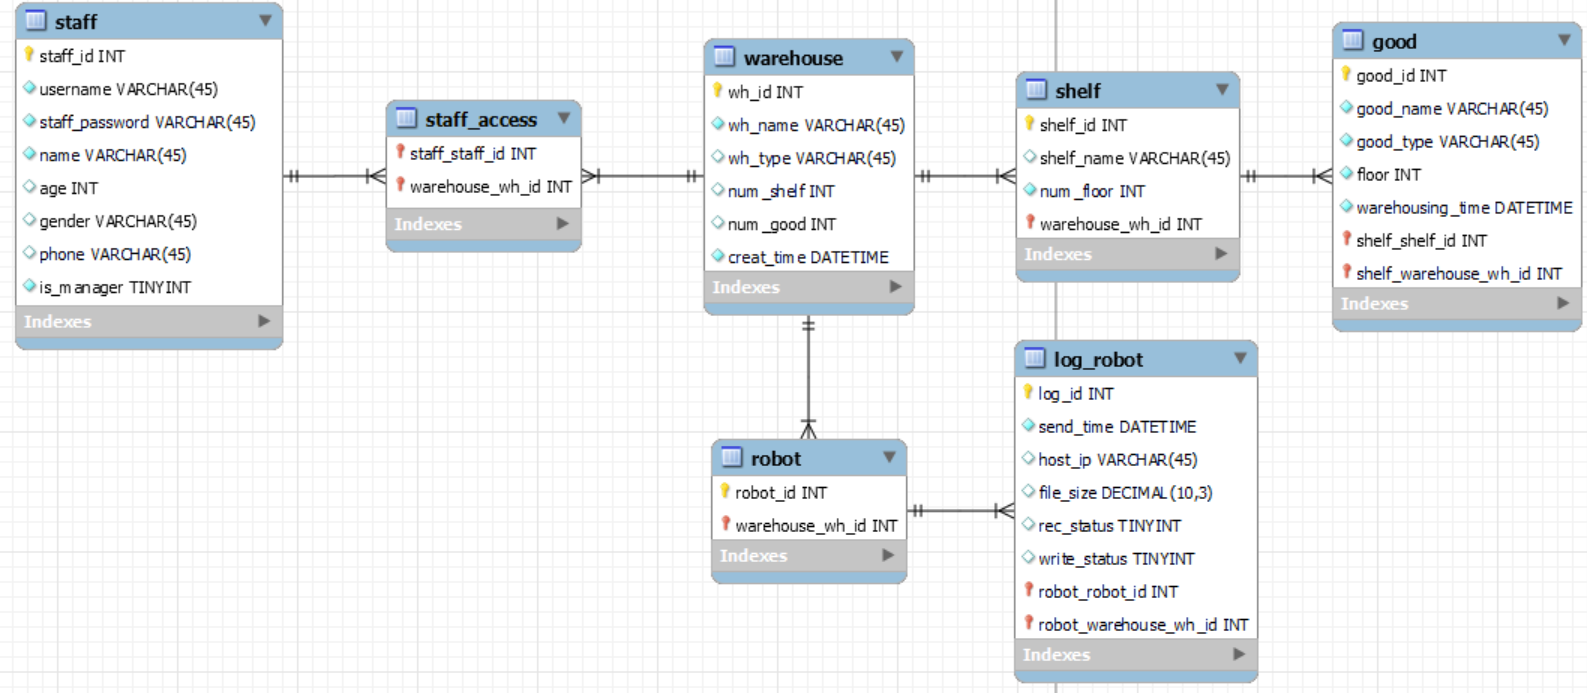 staff
staff_id INT
username VARCHAR(45)
staff_password VARCHAR(45)
name VARCHAR(45)
age INT
gender VARCHAR(45)
phone VARCHAR(45)
is_manager TINYINT
Indexes
staff_access
staff_staff_id INT
warehouse_wh_id INT
Indexes
warehouse
wh_id INT
wh_name VARCHAR(45)
wh_type VARCHAR(45)
num_shelf INT
num_good INT
creat_time DATETIME
Indexes
shelf
shelf_id INT
shelf_name VARCHAR(45)
num_floor INT
warehouse_wh_id INT
Indexes
good
good_id INT
good_name VARCHAR(45)
good_type VARCHAR(45)
floor INT
warehousing_time DATETIME
shelf_shelf_id INT
shelf_warehouse_wh_id INT
Indexes
robot
robot_id INT
warehouse_wh_id INT
Indexes
log_robot
log_id INT
send_time DATETIME
host_ip VARCHAR(45)
file_size DECIMAL(10,3)
rec_status TINYINT
write_status TINYINT
robot_robot_id INT
robot_warehouse_wh_id INT
Indexes